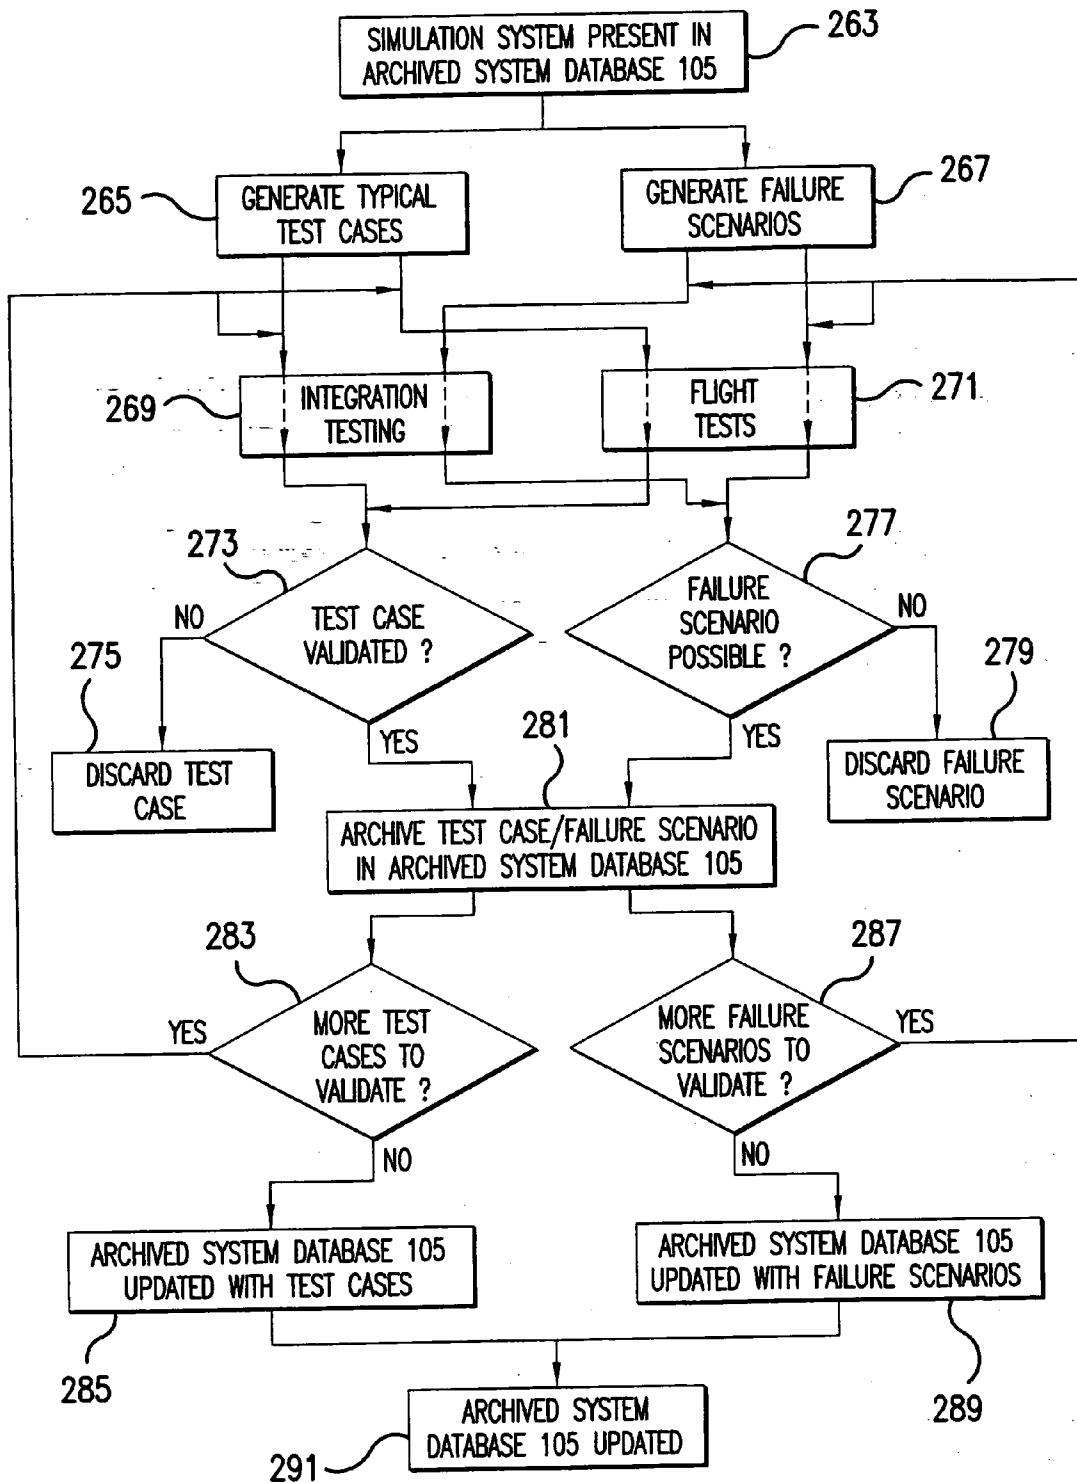 SIMULATION SYSTEM PRESENT IN
ARCHIVED SYSTEM DATABASE 105
263
265
GENERATE TYPICAL
TEST CASES
GENERATE FAILURE
SCENARIOS
267
269
INTEGRATION
TESTING
FLIGHT
TESTS
271
273
TEST CASE
VALIDATED ?
NO
YES
275
DISCARD TEST
CASE
277
FAILURE
SCENARIO
POSSIBLE ?
NO
YES
279
DISCARD FAILURE
SCENARIO
281
ARCHIVE TEST CASE/FAILURE SCENARIO
IN ARCHIVED SYSTEM DATABASE 105
283
YES
MORE TEST
CASES TO
VALIDATE ?
NO
287
MORE FAILURE
SCENARIOS TO
VALIDATE ?
YES
NO
ARCHIVED SYSTEM DATABASE 105
UPDATED WITH TEST CASES
285
ARCHIVED SYSTEM DATABASE 105
UPDATED WITH FAILURE SCENARIOS
289
ARCHIVED SYSTEM
DATABASE 105 UPDATED
291